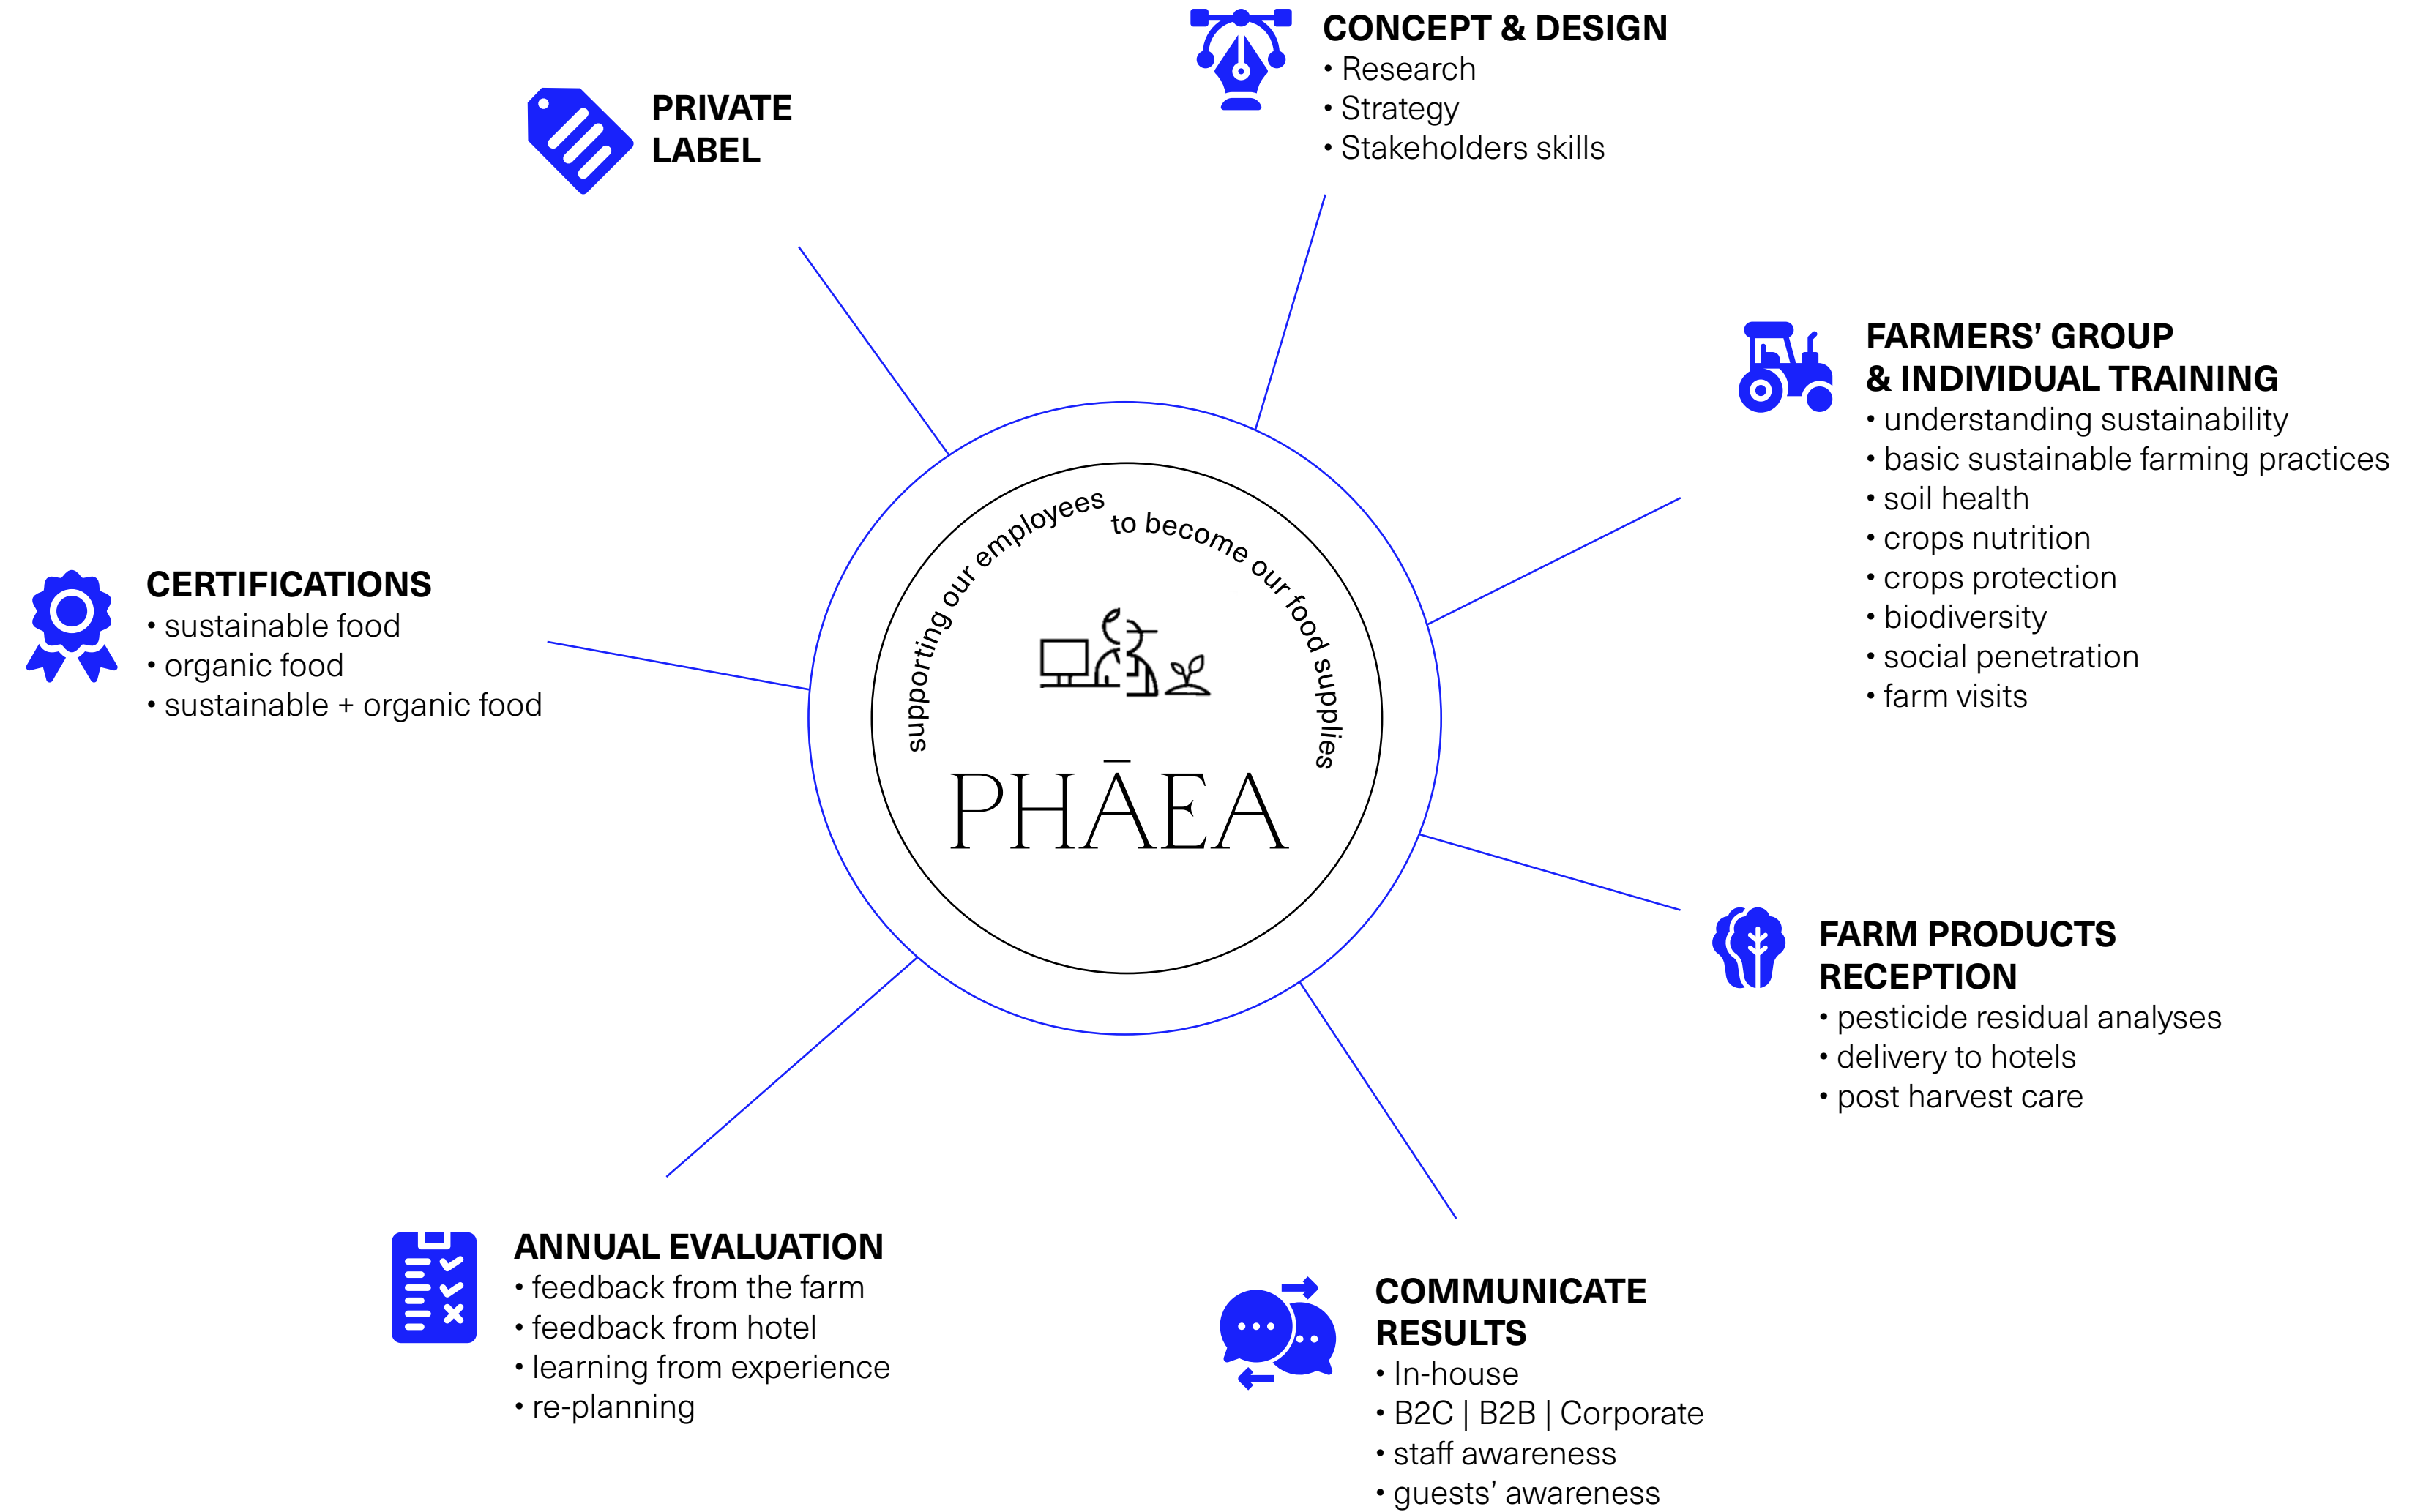 CONCEPT & DESIGN
• Research
• Strategy
• Stakeholders skills
PRIVATE
LABEL
FARMERS’ GROUP
& INDIVIDUAL TRAINING
• understanding sustainability
• basic sustainable farming practices
• soil health
• crops nutrition
• crops protection
• biodiversity
• social penetration
• farm visits
supporting our employees to become our food supplies
PHĀEA
CERTIFICATIONS
• sustainable food
• organic food
• sustainable + organic food
FARM PRODUCTS
RECEPTION
• pesticide residual analyses
• delivery to hotels
• post harvest care
ANNUAL EVALUATION
• feedback from the farm
• feedback from hotel
• learning from experience
• re-planning
COMMUNICATE
RESULTS
• In-house
• B2C | B2B | Corporate
• staff awareness
• guests’ awareness